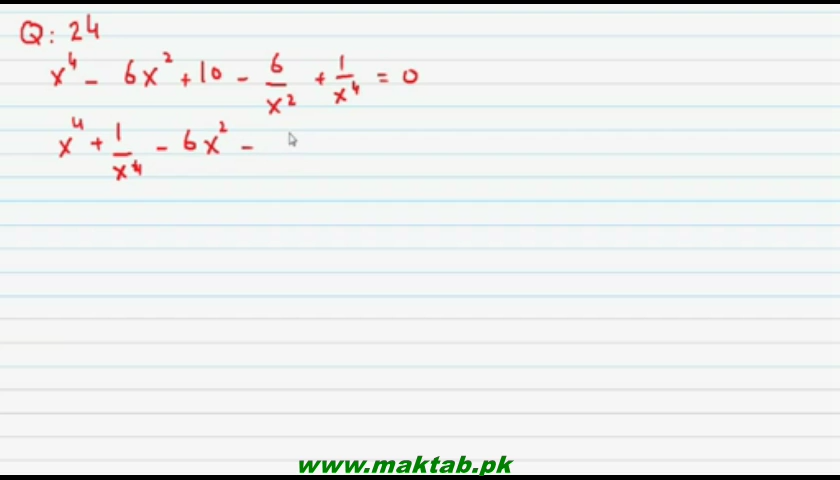 Q: 24
x⁴ - 6x² + 10 - 6/x² + 1/x⁴ = 0
x⁴ + 1/x⁴ - 6x² -
www.maktab.pk